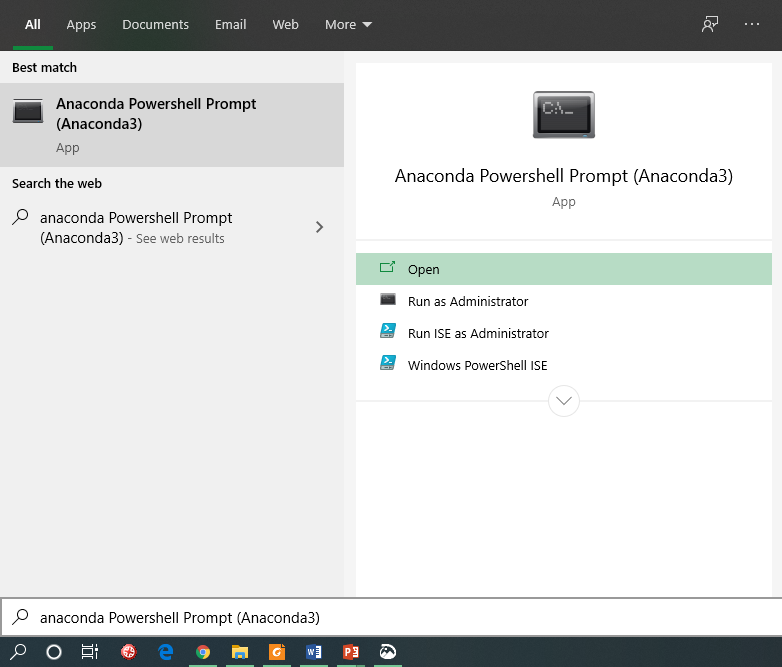 All Apps Documents Email Web More
Best match
Anaconda Powershell Prompt
(Anaconda3)
App
Search the web
anaconda Powershell Prompt
(Anaconda3) - See web results
C:\_
Anaconda Powershell Prompt (Anaconda3)
App
Open
Run as Administrator
Run ISE as Administrator
Windows PowerShell ISE
anaconda Powershell Prompt (Anaconda3)